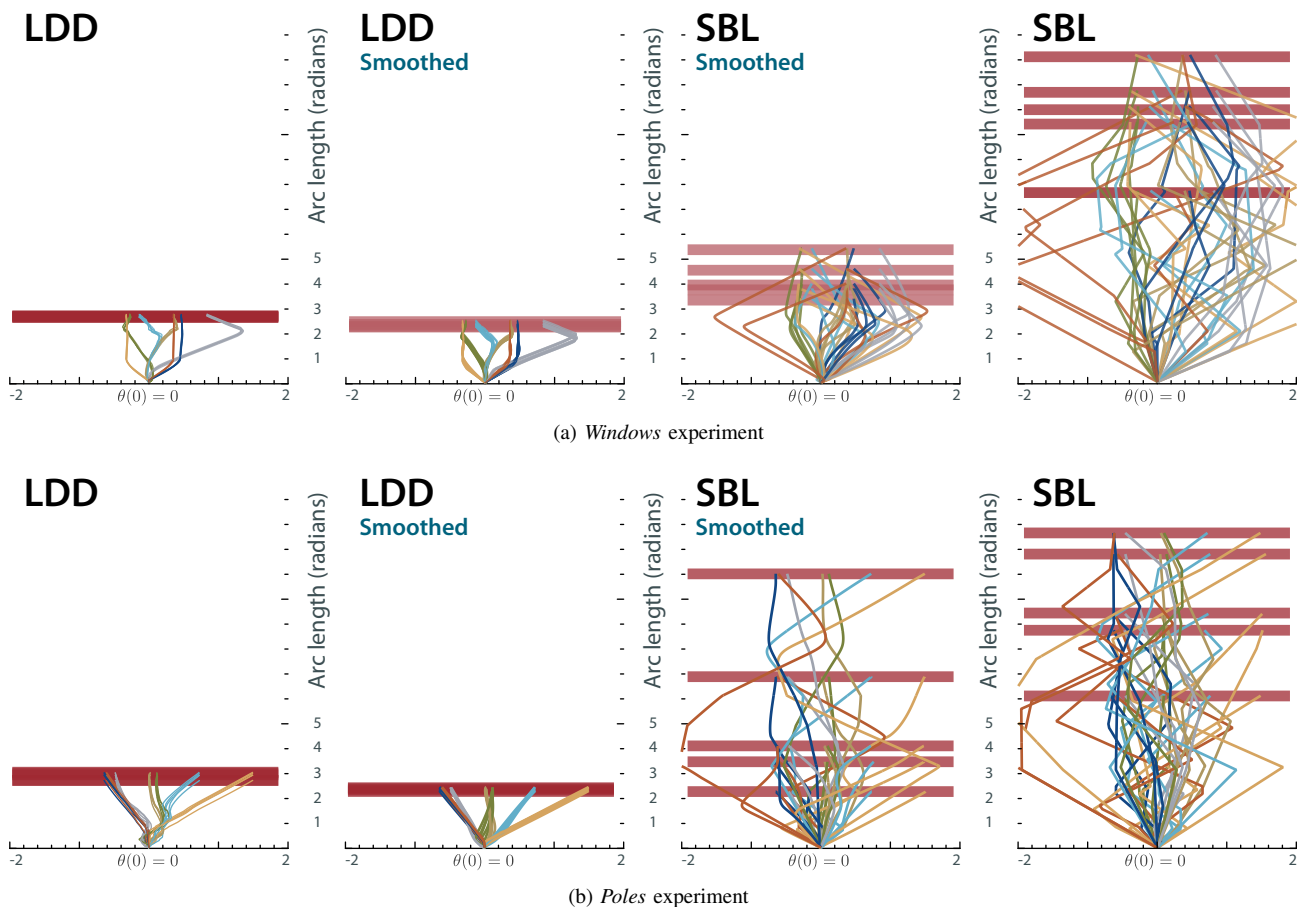 LDD
LDD
SBL
SBL
Smoothed
Smoothed
Arc length (radians)
Arc length (radians)
Arc length (radians)
5
4
3
2
1
5
4
3
2
1
5
4
3
2
1
-2
θ(0) = 0
2
-2
θ(0) = 0
2
-2
θ(0) = 0
2
-2
θ(0) = 0
2
(a) Windows experiment
LDD
LDD
SBL
SBL
Smoothed
Smoothed
Arc length (radians)
Arc length (radians)
Arc length (radians)
5
4
3
2
1
5
4
3
2
1
5
4
3
2
1
-2
θ(0) = 0
2
-2
θ(0) = 0
2
-2
θ(0) = 0
2
-2
θ(0) = 0
2
(b) Poles experiment